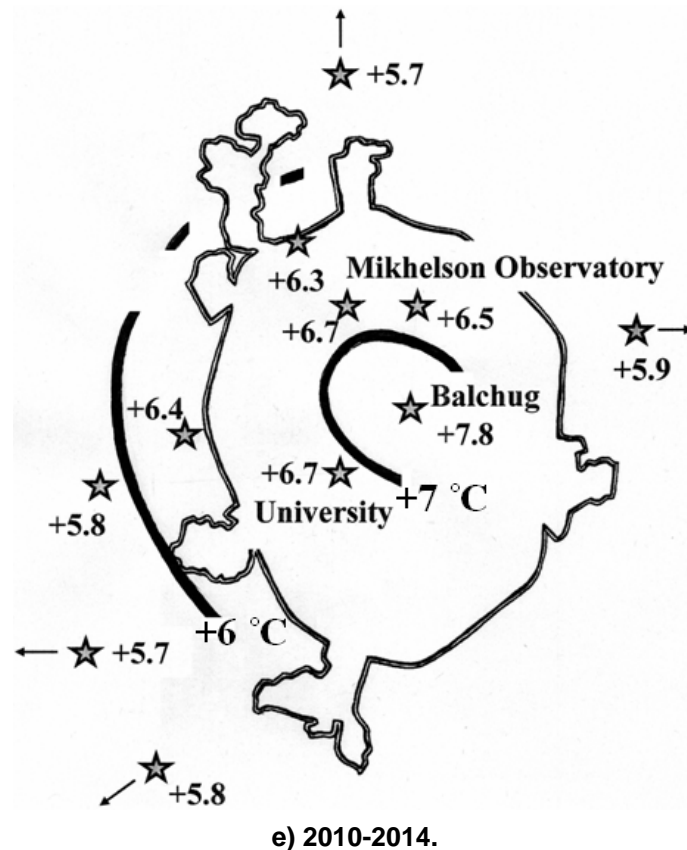 +5.7
+6.3
Mikhelson Observatory
+6.7
+6.5
+5.9
+6.4
Balchug
+7.8
+6.7
University
+7 °C
+5.8
+6 °C
+5.7
+5.8
e) 2010-2014.